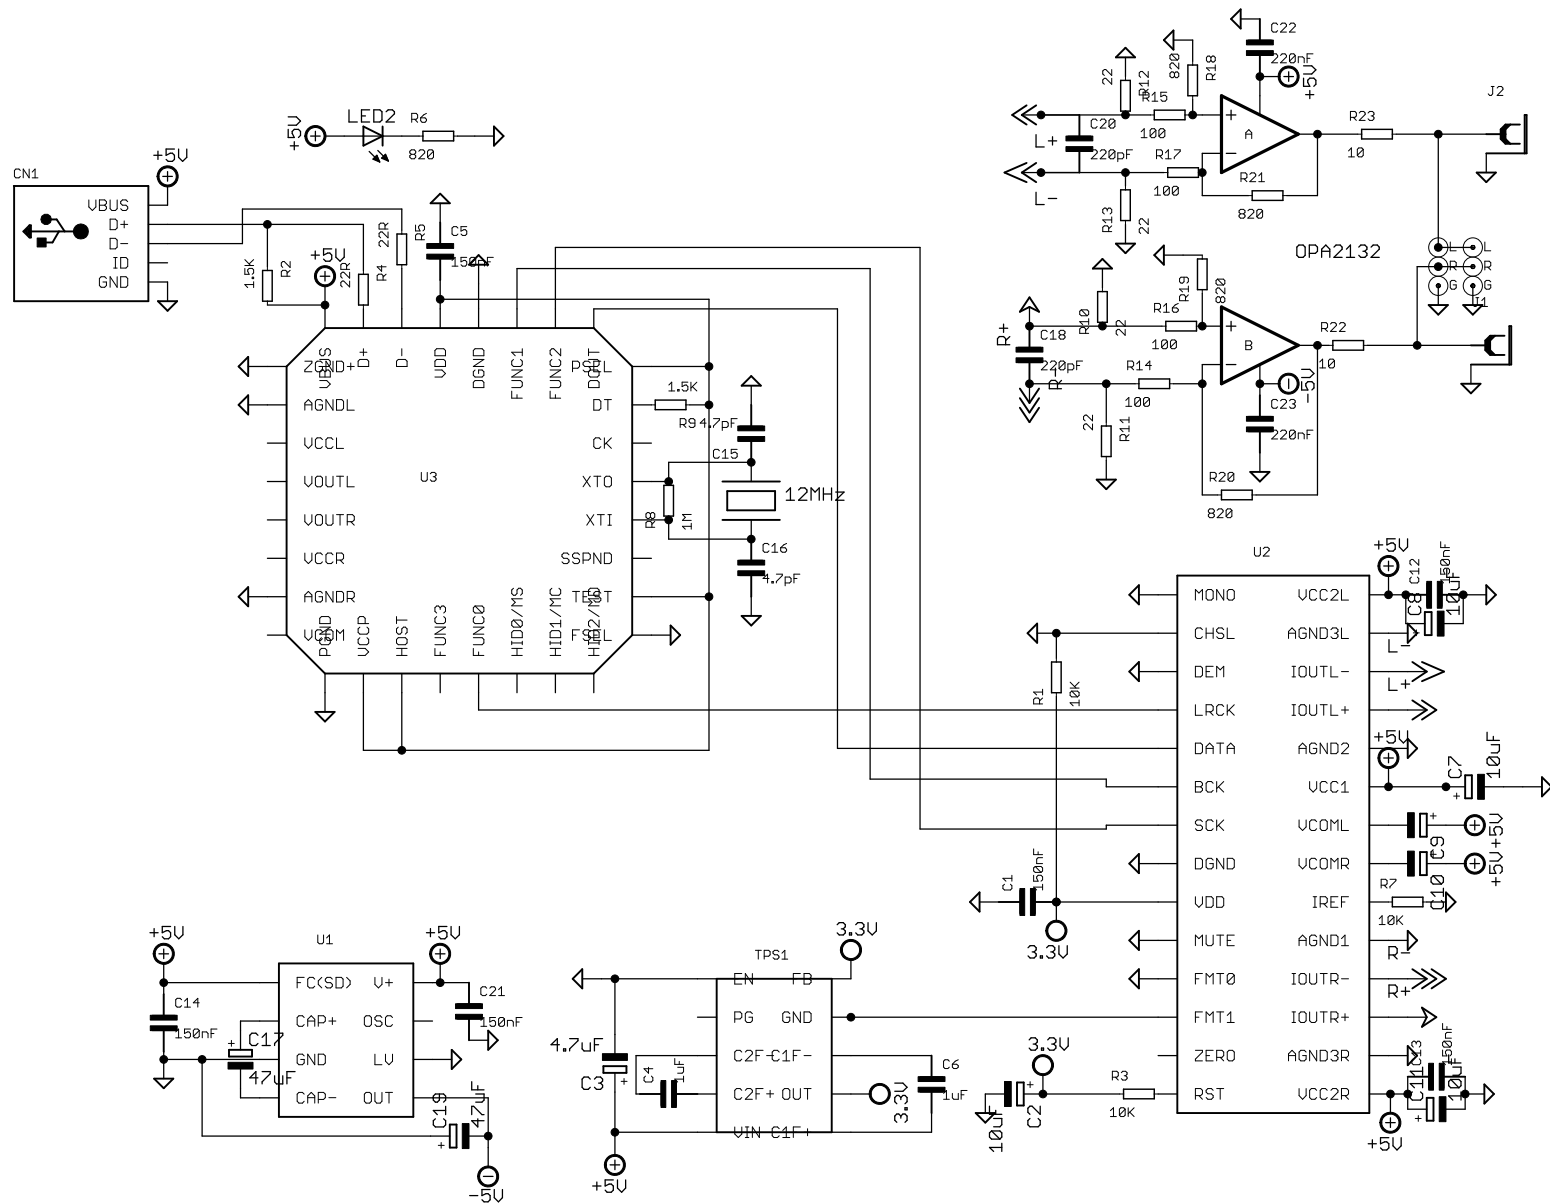 LED2
R6
+5V
820
CN1
+5V
VBUS
D+
D-
ID
GND
1.5K
R2
+5V
22R
R4
22R
R5
C5
150nF
VBUS
D+
D-
VDD
DGND
FUNC1
FUNC2
DOUT
ZGND+
AGNDL
VCCL
VOUTL
VOUTR
VCCR
AGNDR
VCOM
U3
PSEL
DT
CK
XTO
XTI
SSPND
TEST
FSEL
PGND
VCCP
HOST
FUNC3
FUNC0
HID0/MS
HID1/MC
HID2/MD
1.5K
R9
4.7pF
C15
R8
1M
12MHz
C16
4.7pF
C22
220nF
+5V
22
R12
820
R18
R15
100
L+
C20
220pF
L-
R17
100
R13
22
A
R21
820
R23
10
J2
OPA2132
L
R
G
L
R
G
J1
R+
C18
220pF
R-
R10
22
R16
100
R19
820
R14
100
22
R11
B
-5V
C23
220nF
R22
10
R20
820
U2
MONO
CHSL
DEM
LRCK
DATA
BCK
SCK
DGND
VDD
MUTE
FMT0
FMT1
ZERO
RST
VCC2L
AGND3L
IOUTL-
IOUTL+
AGND2
VCC1
VCOML
VCOMR
IREF
AGND1
IOUTR-
IOUTR+
AGND3R
VCC2R
+5V
C12
150nF
C8
10uF
L-
L+
+5V
C7
10uF
C9
+5V
C10
+5V
R7
10K
R-
R+
C13
150nF
C11
10uF
+5V
R1
10K
C1
150nF
3.3V
3.3V
R3
10K
C2
10uF
U1
+5V
+5V
FC(SD)
CAP+
GND
CAP-
V+
OSC
LV
OUT
C14
150nF
C17
47uF
C21
150nF
C19
47uF
-5V
TPS1
3.3V
EN
PG
C2F-
C2F+
VIN
FB
GND
C1F-
OUT
C1F+
4.7uF
C3
C4
1uF
C6
1uF
3.3V
+5V